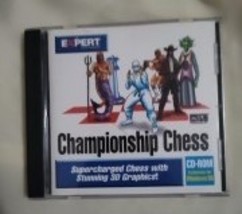 EXPERT
Championship Chess
Supercharged Chess with
Stunning 3D Graphics!
CD-ROM